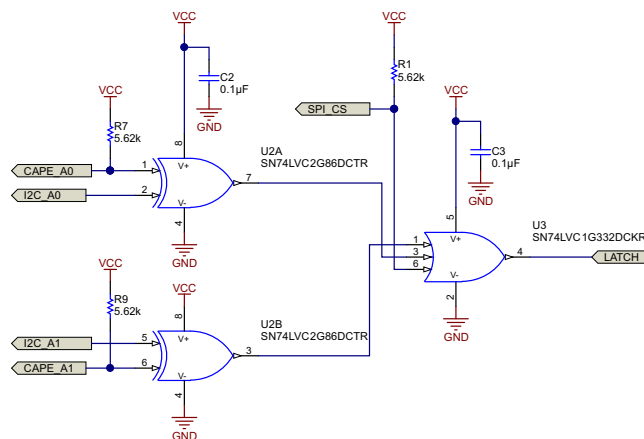 VCC
C2
0.1µF
GND
VCC
R1
5.62k
SPI_CS
VCC
R7
5.62k
CAPE_A0
I2C_A0
1
2
8
V+
V-
4
7
U2A
SN74LVC2G86DCTR
GND
VCC
C3
0.1µF
GND
U3
SN74LVC1G332DCKR
1
3
6
5
V+
V-
2
4
LATCH
GND
VCC
R9
5.62k
VCC
I2C_A1
CAPE_A1
5
6
8
V+
V-
4
3
U2B
SN74LVC2G86DCTR
GND